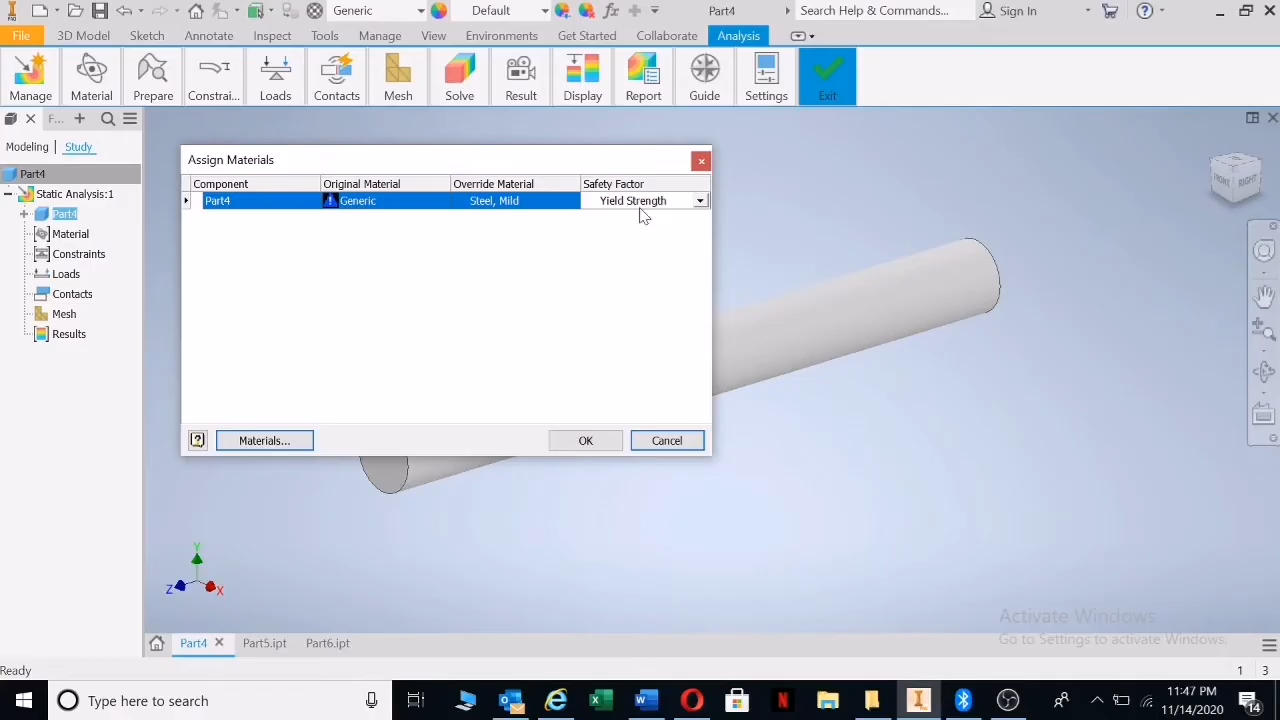 Generic
Default
Part4
Search Help & Commands...
Sign In
File
3D Model
Sketch
Annotate
Inspect
Tools
Manage
View
Environments
Get Started
Collaborate
Analysis
Manage
Material
Prepare
Constrai...
Loads
Contacts
Mesh
Solve
Result
Display
Report
Guide
Settings
Exit
F...
Modeling
Study
Part4
Static Analysis:1
Part4
Material
Constraints
Loads
Contacts
Mesh
Results
Assign Materials
Component
Original Material
Override Material
Safety Factor
Part4
Generic
Steel, Mild
Yield Strength
Materials...
OK
Cancel
FRONT
RIGHT
Y
Z
X
Activate Windows
Go to Settings to activate Windows.
Part4
Part5.ipt
Part6.ipt
Ready
1
3
Type here to search
11:47 PM
11/14/2020
14